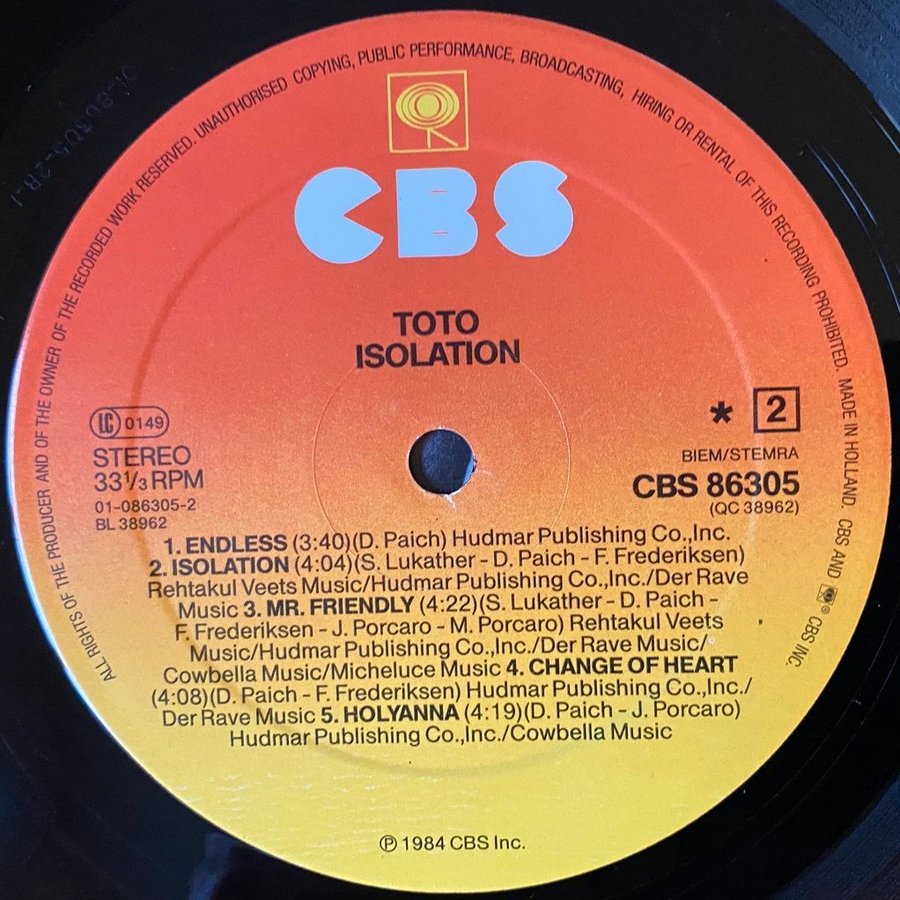 ALL RIGHTS OF THE PRODUCER AND OF THE OWNER OF THE RECORDED WORK RESERVED. UNAUTHORISED COPYING, PUBLIC PERFORMANCE, BROADCASTING, HIRING OR RENTAL OF THIS RECORDING PROHIBITED. MADE IN HOLLAND. CBS AND ® CBS INC.
CBS
TOTO
ISOLATION
LC 0149
* 2
STEREO
BIEM/STEMRA
33⅓ RPM
CBS 86305
01-086305-2
(QC 38962)
BL 38962
1. ENDLESS (3:40)(D. Paich) Hudmar Publishing Co.,Inc.
2. ISOLATION (4:04)(S. Lukather - D. Paich - F. Frederiksen)
Rehtakul Veets Music/Hudmar Publishing Co.,Inc./Der Rave
Music 3. MR. FRIENDLY (4:22)(S. Lukather - D. Paich -
F. Frederiksen - J. Porcaro - M. Porcaro) Rehtakul Veets
Music/Hudmar Publishing Co.,Inc./Der Rave Music/
Cowbella Music/Micheluce Music 4. CHANGE OF HEART
(4:08)(D. Paich - F. Frederiksen) Hudmar Publishing Co.,Inc./
Der Rave Music 5. HOLYANNA (4:19)(D. Paich - J. Porcaro)
Hudmar Publishing Co.,Inc./Cowbella Music
℗ 1984 CBS Inc.